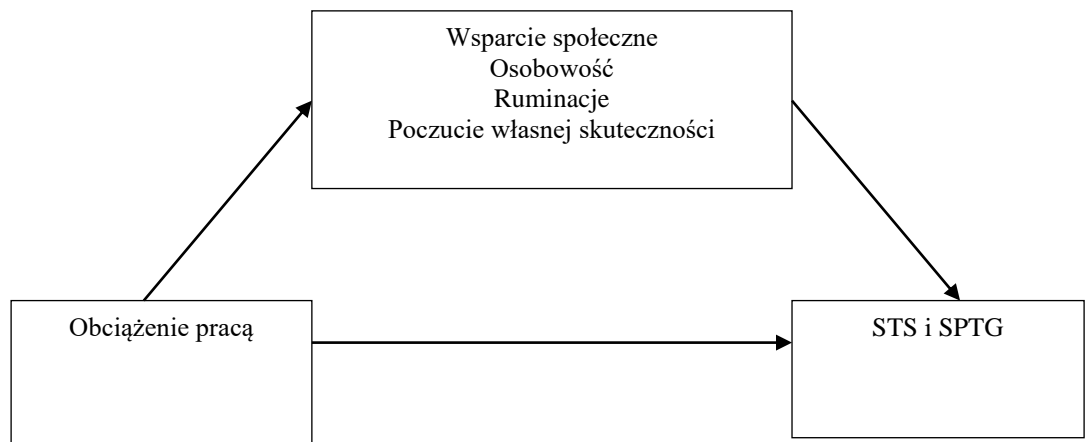 Wsparcie społeczne
Osobowość
Ruminacje
Poczucie własnej skuteczności
Obciążenie pracą
STS i SPTG